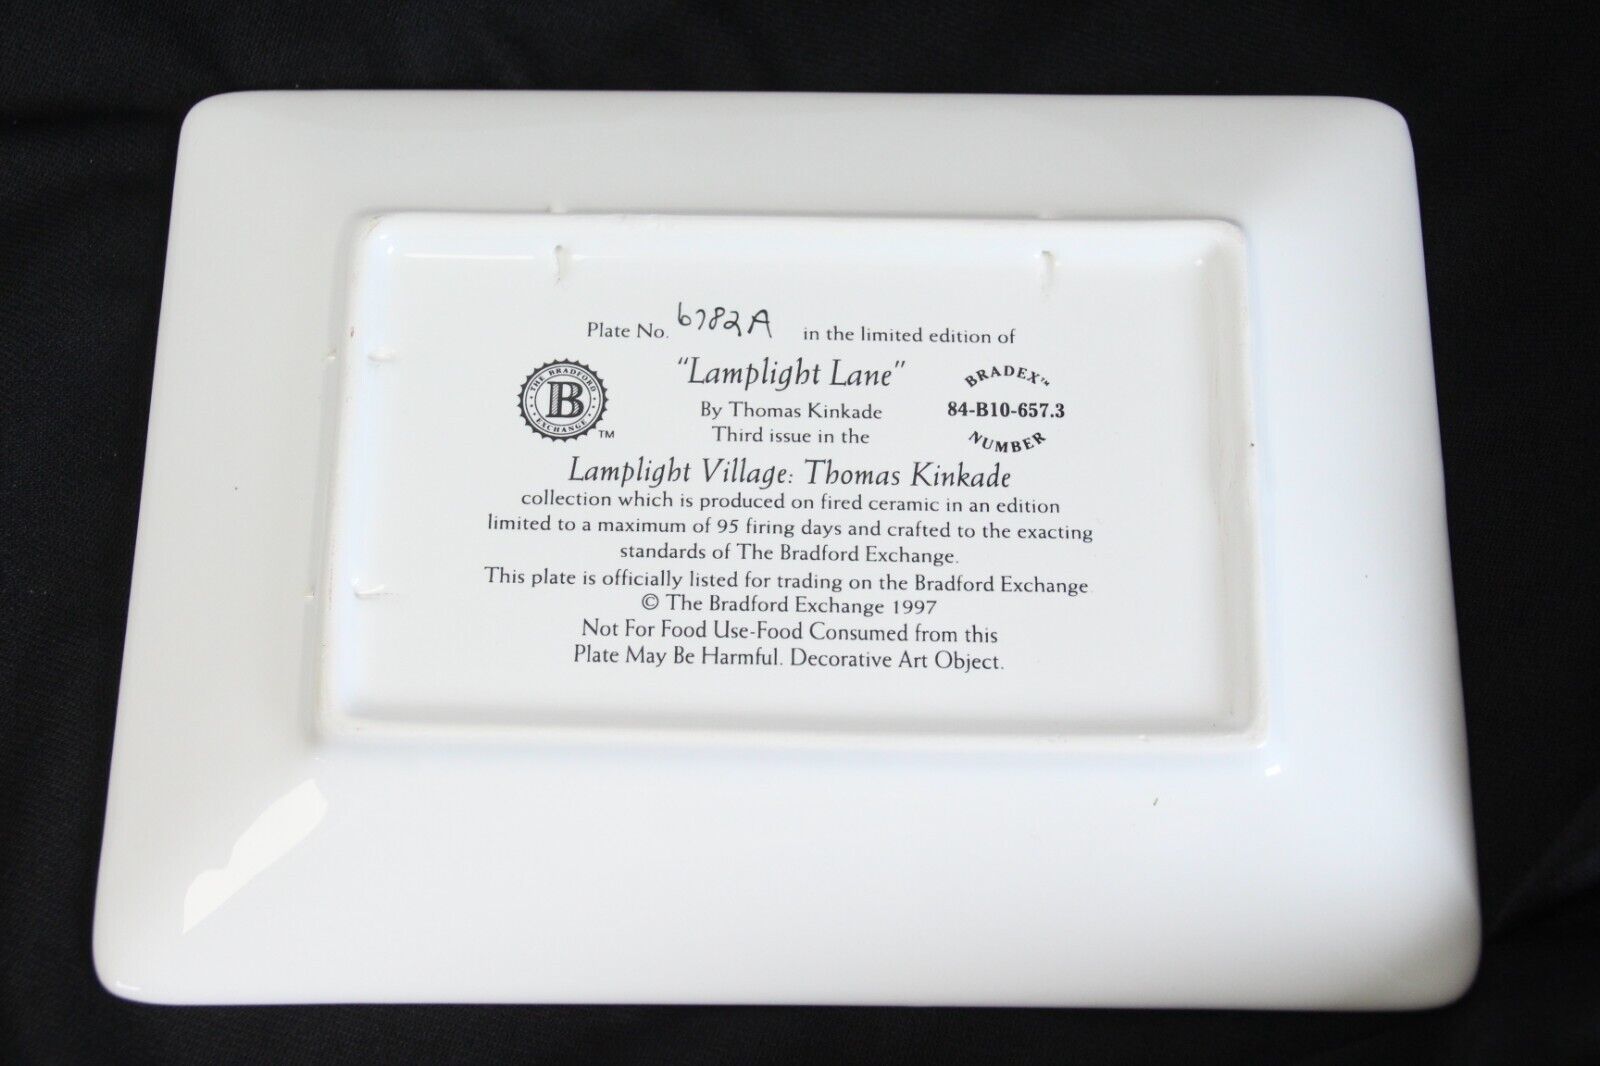 Plate No. 6782A in the limited edition of
"Lamplight Lane"
By Thomas Kinkade
Third issue in the
THE BRADFORD EXCHANGE
B
TM
BRADEX™
84-B10-657.3
NUMBER
Lamplight Village: Thomas Kinkade
collection which is produced on fired ceramic in an edition
limited to a maximum of 95 firing days and crafted to the exacting
standards of The Bradford Exchange.
This plate is officially listed for trading on the Bradford Exchange
© The Bradford Exchange 1997
Not For Food Use-Food Consumed from this
Plate May Be Harmful. Decorative Art Object.